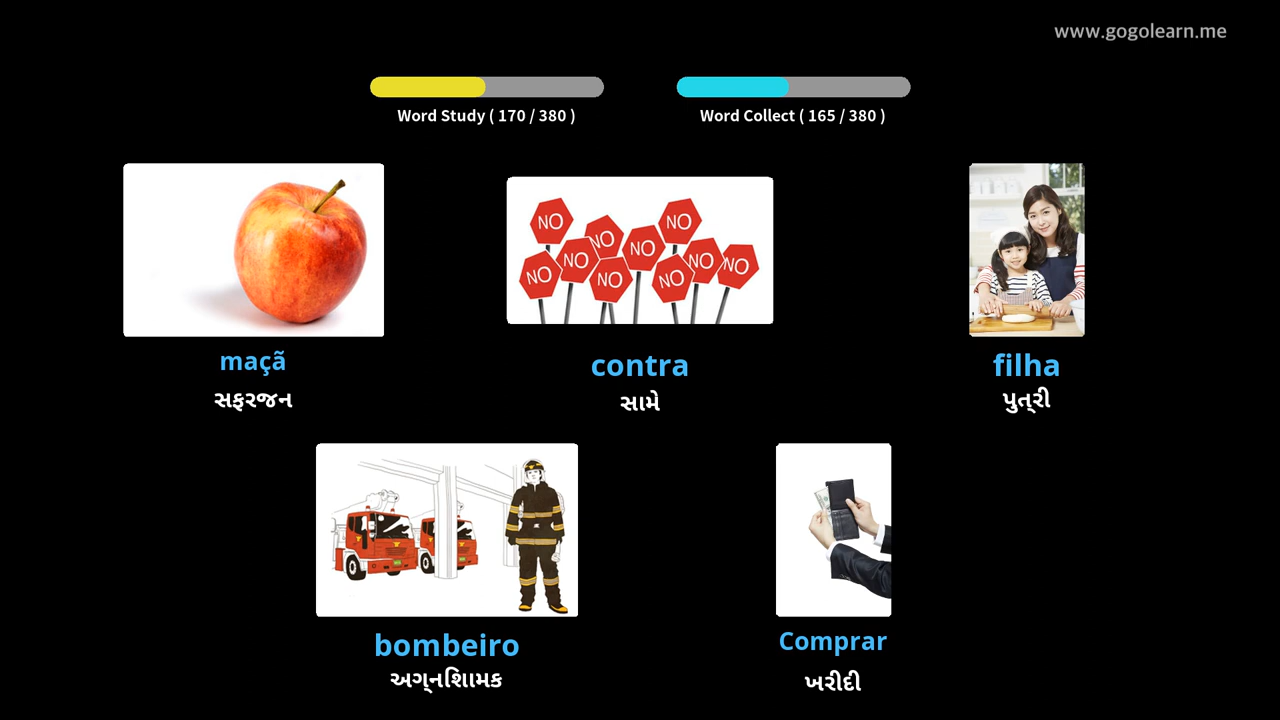 www.gogolearn.me
Word Study ( 170 / 380 )
Word Collect ( 165 / 380 )
NO NO NO NO NO NO NO NO NO NO
maçã
સફરજન
contra
સામે
filha
પુત્રી
bombeiro
અગ્નિશામક
Comprar
ખરીદી